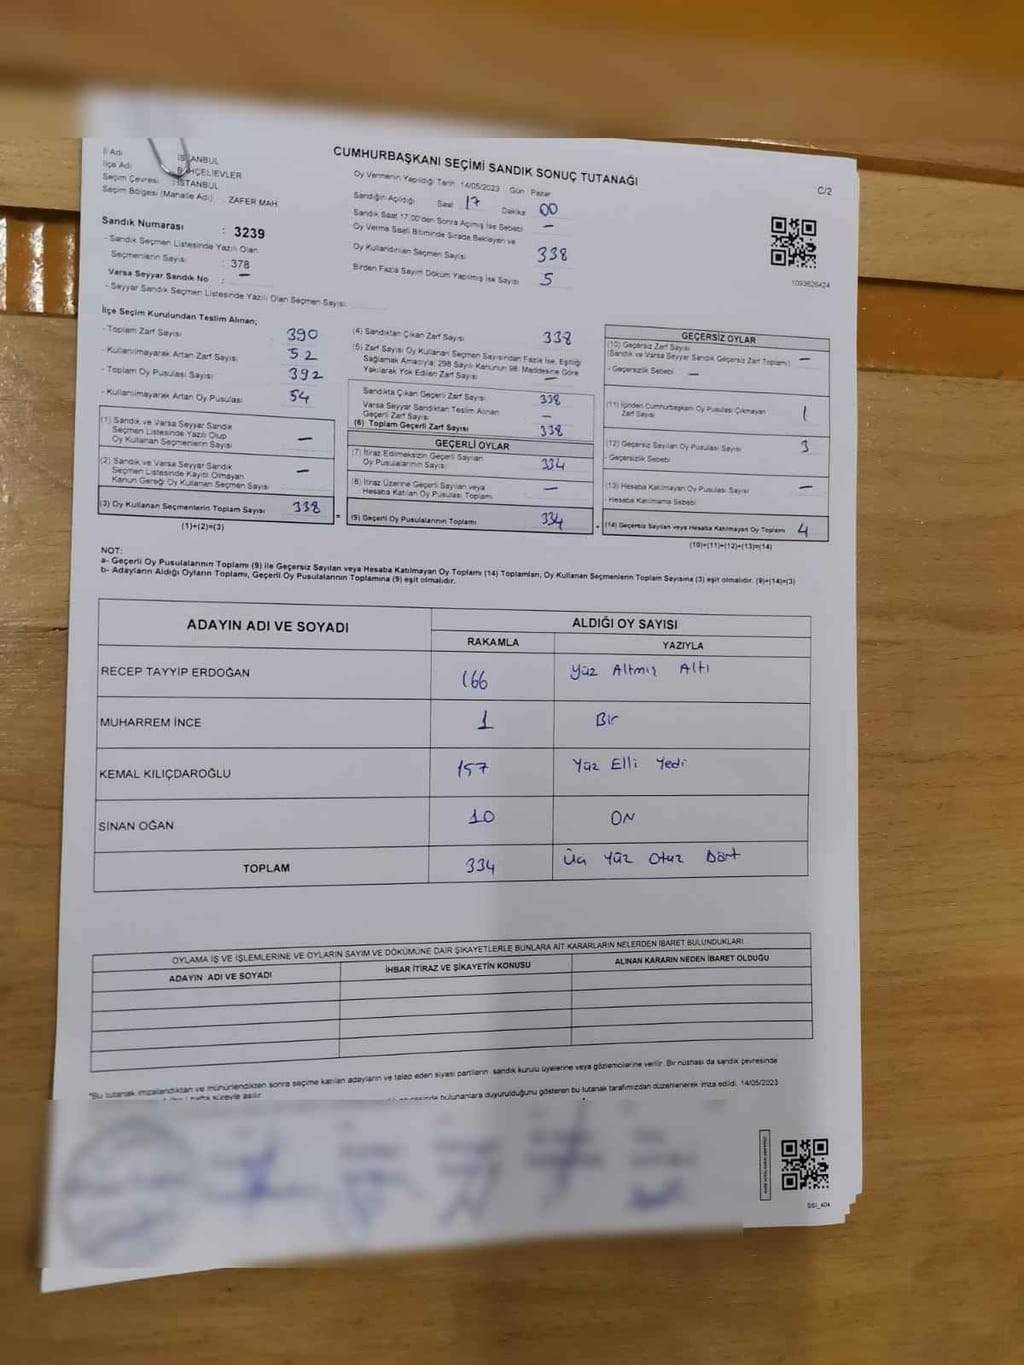 CUMHURBAŞKANI SEÇİMİ SANDIK SONUÇ TUTANAĞI
C/2
İl Adı : İSTANBUL
İlçe Adı : BAHÇELİEVLER
Seçim Çevresi : İSTANBUL
Seçim Bölgesi (Mahalle Adı) : ZAFER MAH
Sandık Numarası : 3239
- Sandık Seçmen Listesinde Yazılı Olan
Seçmenlerin Sayısı : 378
Varsa Seyyar Sandık No : —
- Seyyar Sandık Seçmen Listesinde Yazılı Olan Seçmen Sayısı:
Oy Vermenin Yapıldığı Tarih 14/05/2023 Gün Pazar
Sandığın Açıldığı Saat 17 Dakika 00
Sandık Saat 17.00'den Sonra Açılmış İse Sebebi —
Oy Verme Saati Bitiminde Sırada Bekleyen ve
Oy Kullandırılan Seçmen Sayısı 338
Birden Fazla Sayım Döküm Yapılmış İse Sayısı 5
1093626424
İlçe Seçim Kurulundan Teslim Alınan;
- Toplam Zarf Sayısı 390
- Kullanılmayarak Artan Zarf Sayısı 52
- Toplam Oy Pusulası Sayısı 392
- Kullanılmayarak Artan Oy Pusulası 54
(1) Sandık ve Varsa Seyyar Sandık
Seçmen Listesinde Yazılı Olup
Oy Kullanan Seçmenlerin Sayısı —
(2) Sandık ve Varsa Seyyar Sandık
Seçmen Listesinde Kayıtlı Olmayan
Kanun Gereği Oy Kullanan Seçmen Sayısı —
(3) Oy Kullanan Seçmenlerin Toplam Sayısı 338
(1)+(2)=(3)
(4) Sandıktan Çıkan Zarf Sayısı 338
(5) Zarf Sayısı Oy Kullanan Seçmen Sayısından Fazla İse, Eşitliği
Sağlamak Amacıyla; 298 Sayılı Kanunun 98. Maddesine Göre
Yakılarak Yok Edilen Zarf Sayısı —
Sandıkta Çıkan Geçerli Zarf Sayısı 338
Varsa Seyyar Sandıktan Teslim Alınan
Geçerli Zarf Sayısı —
(6) Toplam Geçerli Zarf Sayısı 338
GEÇERLİ OYLAR
(7) İtiraz Edilmeksizin Geçerli Sayılan
Oy Pusulalarının Sayısı 334
(8) İtiraz Üzerine Geçerli Sayılan veya
Hesaba Katılan Oy Pusulası Toplamı —
(9) Geçerli Oy Pusulalarının Toplamı 334
GEÇERSİZ OYLAR
(10) Geçersiz Zarf Sayısı
(Sandık ve Varsa Seyyar Sandık Geçersiz Zarf Toplamı) —
- Geçersizlik Sebebi —
(11) İçinden Cumhurbaşkanı Oy Pusulası Çıkmayan
Zarf Sayısı 1
(12) Geçersiz Sayılan Oy Pusulası Sayısı 3
- Geçersizlik Sebebi
(13) Hesaba Katılmayan Oy Pusulası Sayısı —
- Hesaba Katılmama Sebebi
(14) Geçersiz Sayılan veya Hesaba Katılmayan Oy Toplamı 4
(10)+(11)+(12)+(13)=(14)
NOT:
a- Geçerli Oy Pusulalarının Toplamı (9) ile Geçersiz Sayılan veya Hesaba Katılmayan Oy Toplamı (14) Toplamları, Oy Kullanan Seçmenlerin Toplam Sayısına (3) eşit olmalıdır. (9)+(14)=(3)
b- Adayların Aldığı Oyların Toplamı, Geçerli Oy Pusulalarının Toplamına (9) eşit olmalıdır.
ADAYIN ADI VE SOYADI
ALDIĞI OY SAYISI
RAKAMLA YAZIYLA
RECEP TAYYİP ERDOĞAN 166 Yüz Altmış Altı
MUHARREM İNCE 1 Bir
KEMAL KILIÇDAROĞLU 157 Yüz Elli Yedi
SİNAN OĞAN 10 ON
TOPLAM 334 Üç Yüz Otuz Dört
OYLAMA İŞ VE İŞLEMLERİNE VE OYLARIN SAYIM VE DÖKÜMÜNE DAİR ŞİKAYETLERLE BUNLARA AİT KARARLARIN NELERDEN İBARET BULUNDUKLARI
ADAYIN ADI VE SOYADI
İHBAR İTİRAZ VE ŞİKAYETİN KONUSU
ALINAN KARARIN NEDEN İBARET OLDUĞU
"Bu tutanak imzalandıktan ve mühürlendikten sonra seçime katılan adayların ve talep eden siyasi partilerin sandık kurulu üyelerine veya gözlemcilerine verilir. Bir nüshası da sandık çevresinde
hafta süreyle asılır. bulunanlara duyurulduğunu gösteren bu tutanak tarafımızdan düzenlenerek imza edildi. 14/05/2023